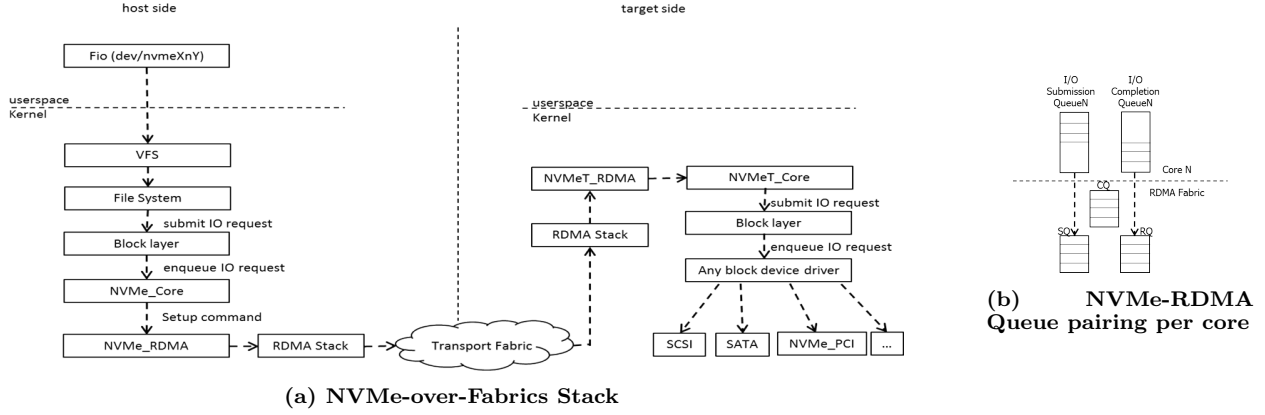 host side
target side
Fio (dev/nvmeXnY)
userspace
Kernel
VFS
File System
submit IO request
Block layer
enqueue IO request
NVMe_Core
Setup command
NVMe_RDMA
RDMA Stack
Transport Fabric
userspace
Kernel
NVMeT_RDMA
NVMeT_Core
submit IO request
RDMA Stack
Block layer
enqueue IO request
Any block device driver
SCSI
SATA
NVMe_PCI
...
(a) NVMe-over-Fabrics Stack
I/O
Submission
QueueN
I/O
Completion
QueueN
Core N
RDMA Fabric
CQ
SQ
RQ
(b) NVMe-RDMA
Queue pairing per core